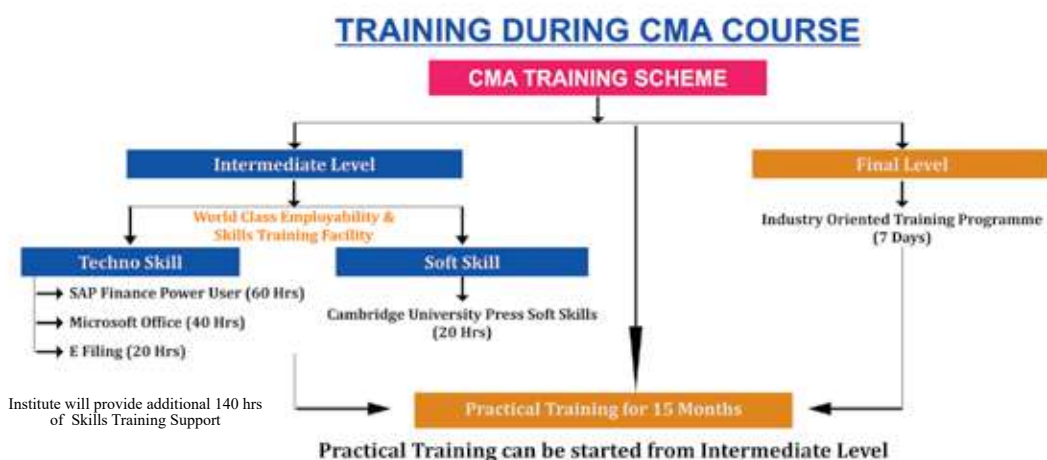 TRAINING DURING CMA COURSE
CMA TRAINING SCHEME
Intermediate Level
Final Level
World Class Employability &
Skills Training Facility
Industry Oriented Training Programme
(7 Days)
Techno Skill
Soft Skill
SAP Finance Power User (60 Hrs)
Microsoft Office (40 Hrs)
E Filing (20 Hrs)
Cambridge University Press Soft Skills
(20 Hrs)
Institute will provide additional 140 hrs
of Skills Training Support
Practical Training for 15 Months
Practical Training can be started from Intermediate Level